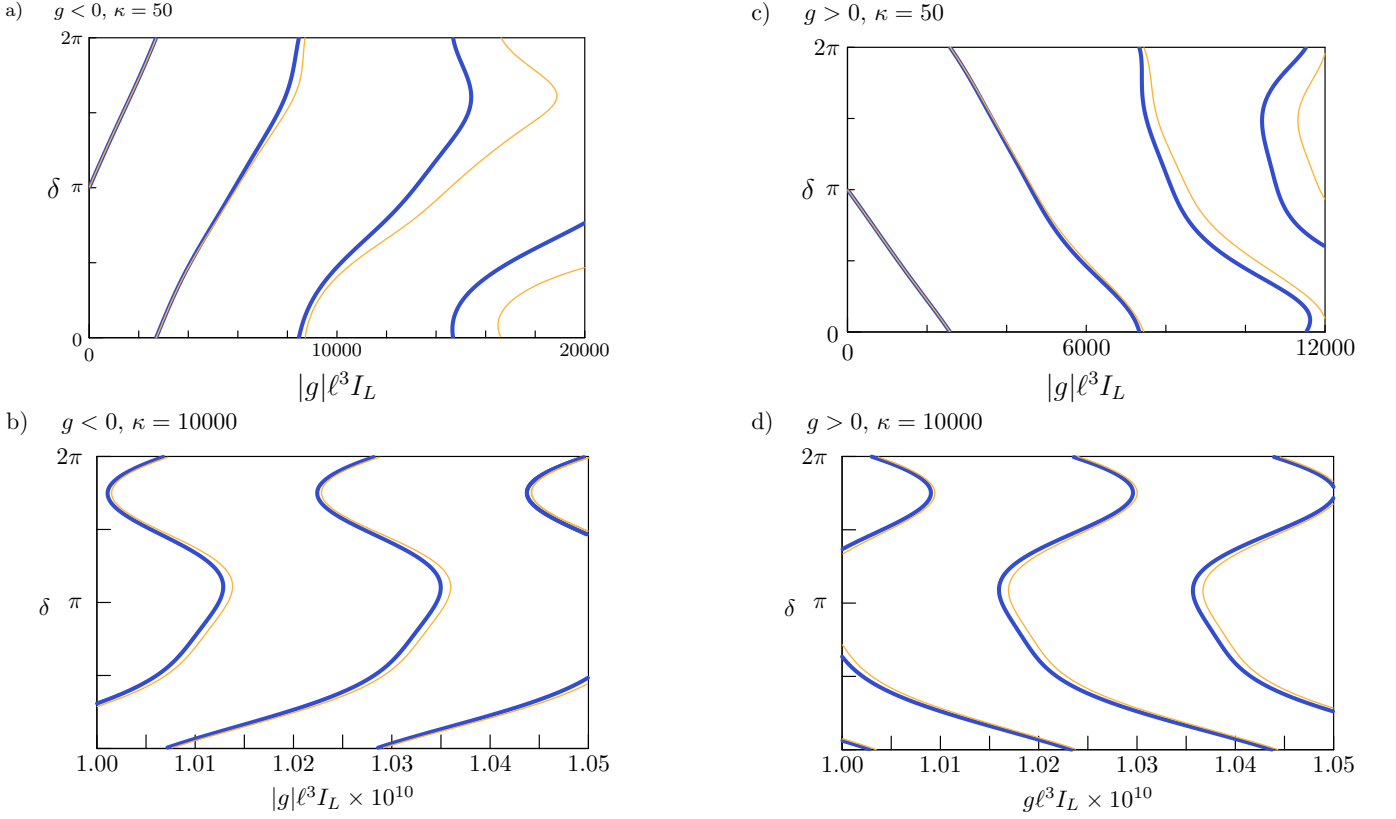 a) g < 0, κ = 50
2π
δ π
0
0 10000 20000
|g|ℓ³I_L
b) g < 0, κ = 10000
2π
δ π
1.00 1.01 1.02 1.03 1.04 1.05
|g|ℓ³I_L × 10¹⁰
c) g > 0, κ = 50
2π
δ π
0
0 6000 12000
|g|ℓ³I_L
d) g > 0, κ = 10000
2π
δ π
1.00 1.01 1.02 1.03 1.04 1.05
gℓ³I_L × 10¹⁰